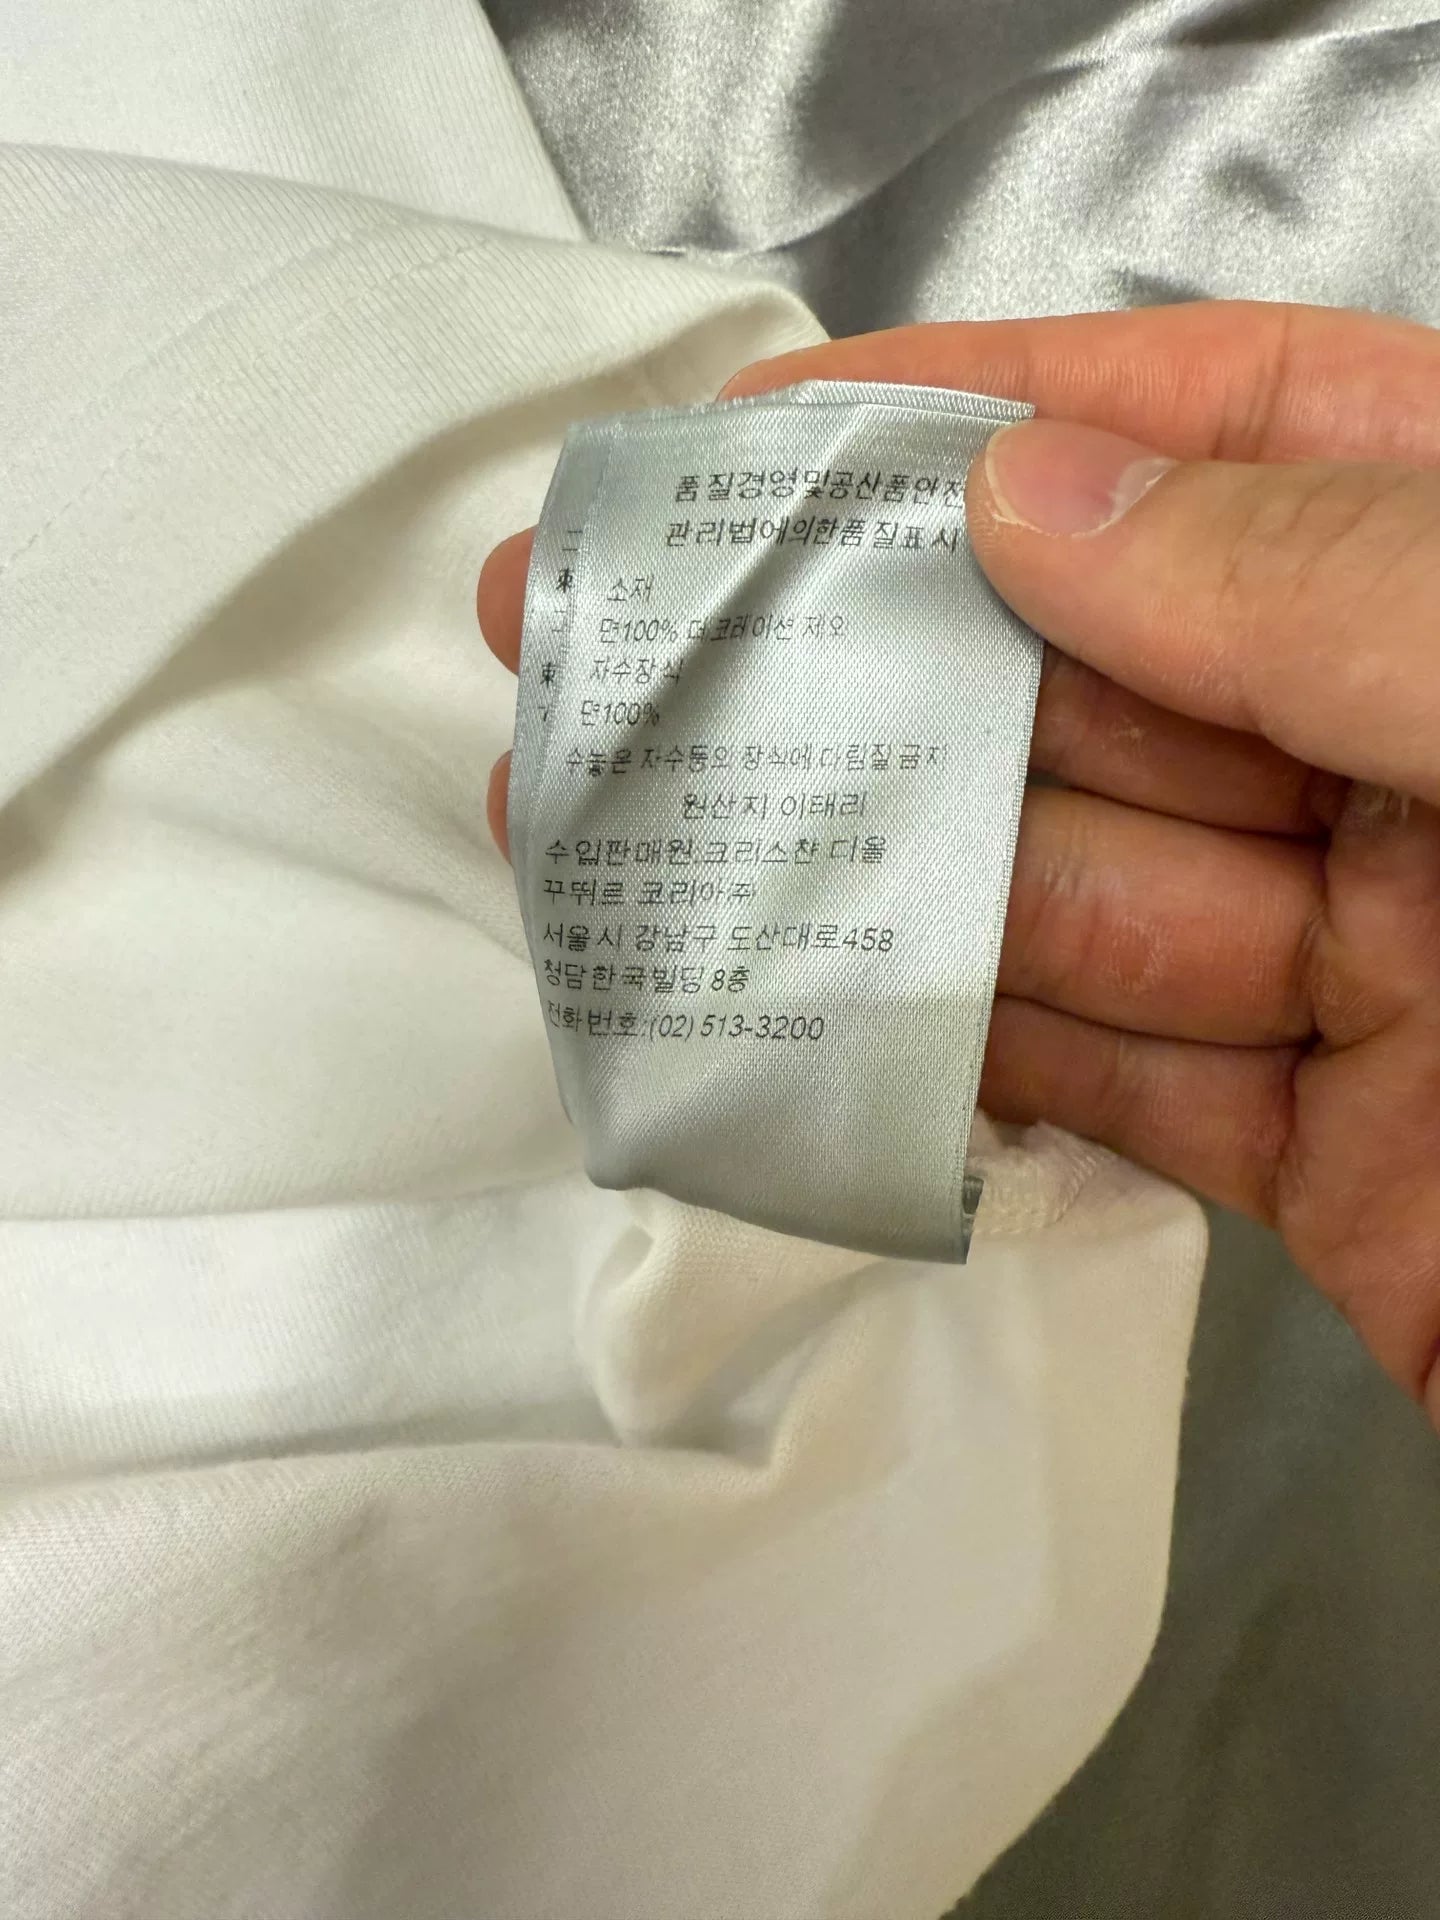 품질경영및공산품안전
관리법에의한품질표시
소재
면100% 데코레이션 제외
자수장식
면100%
수놓은 자수등의 장식에 다림질 금지
원산지 이태리
수입판매원:크리스챤 디올
꾸뛰르 코리아㈜
서울시 강남구 도산대로458
청담한국빌딩 8층
전화번호:(02) 513-3200